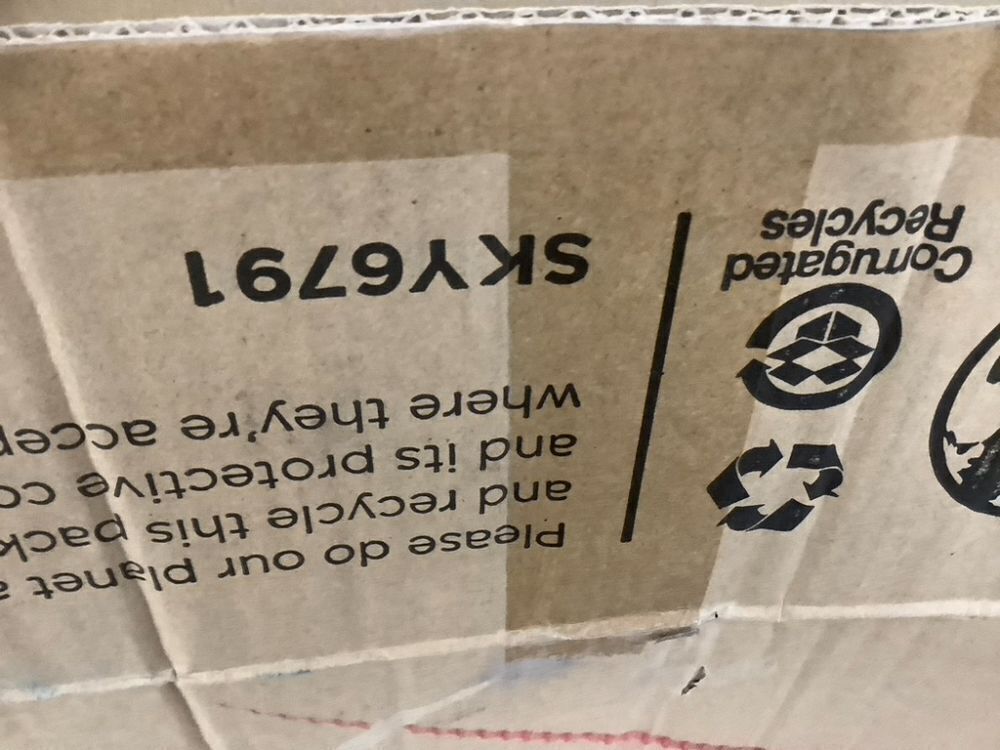 Please do our planet a
and recycle this pack
and its protective co
where they're accep
SKY6791
Corrugated
Recycles